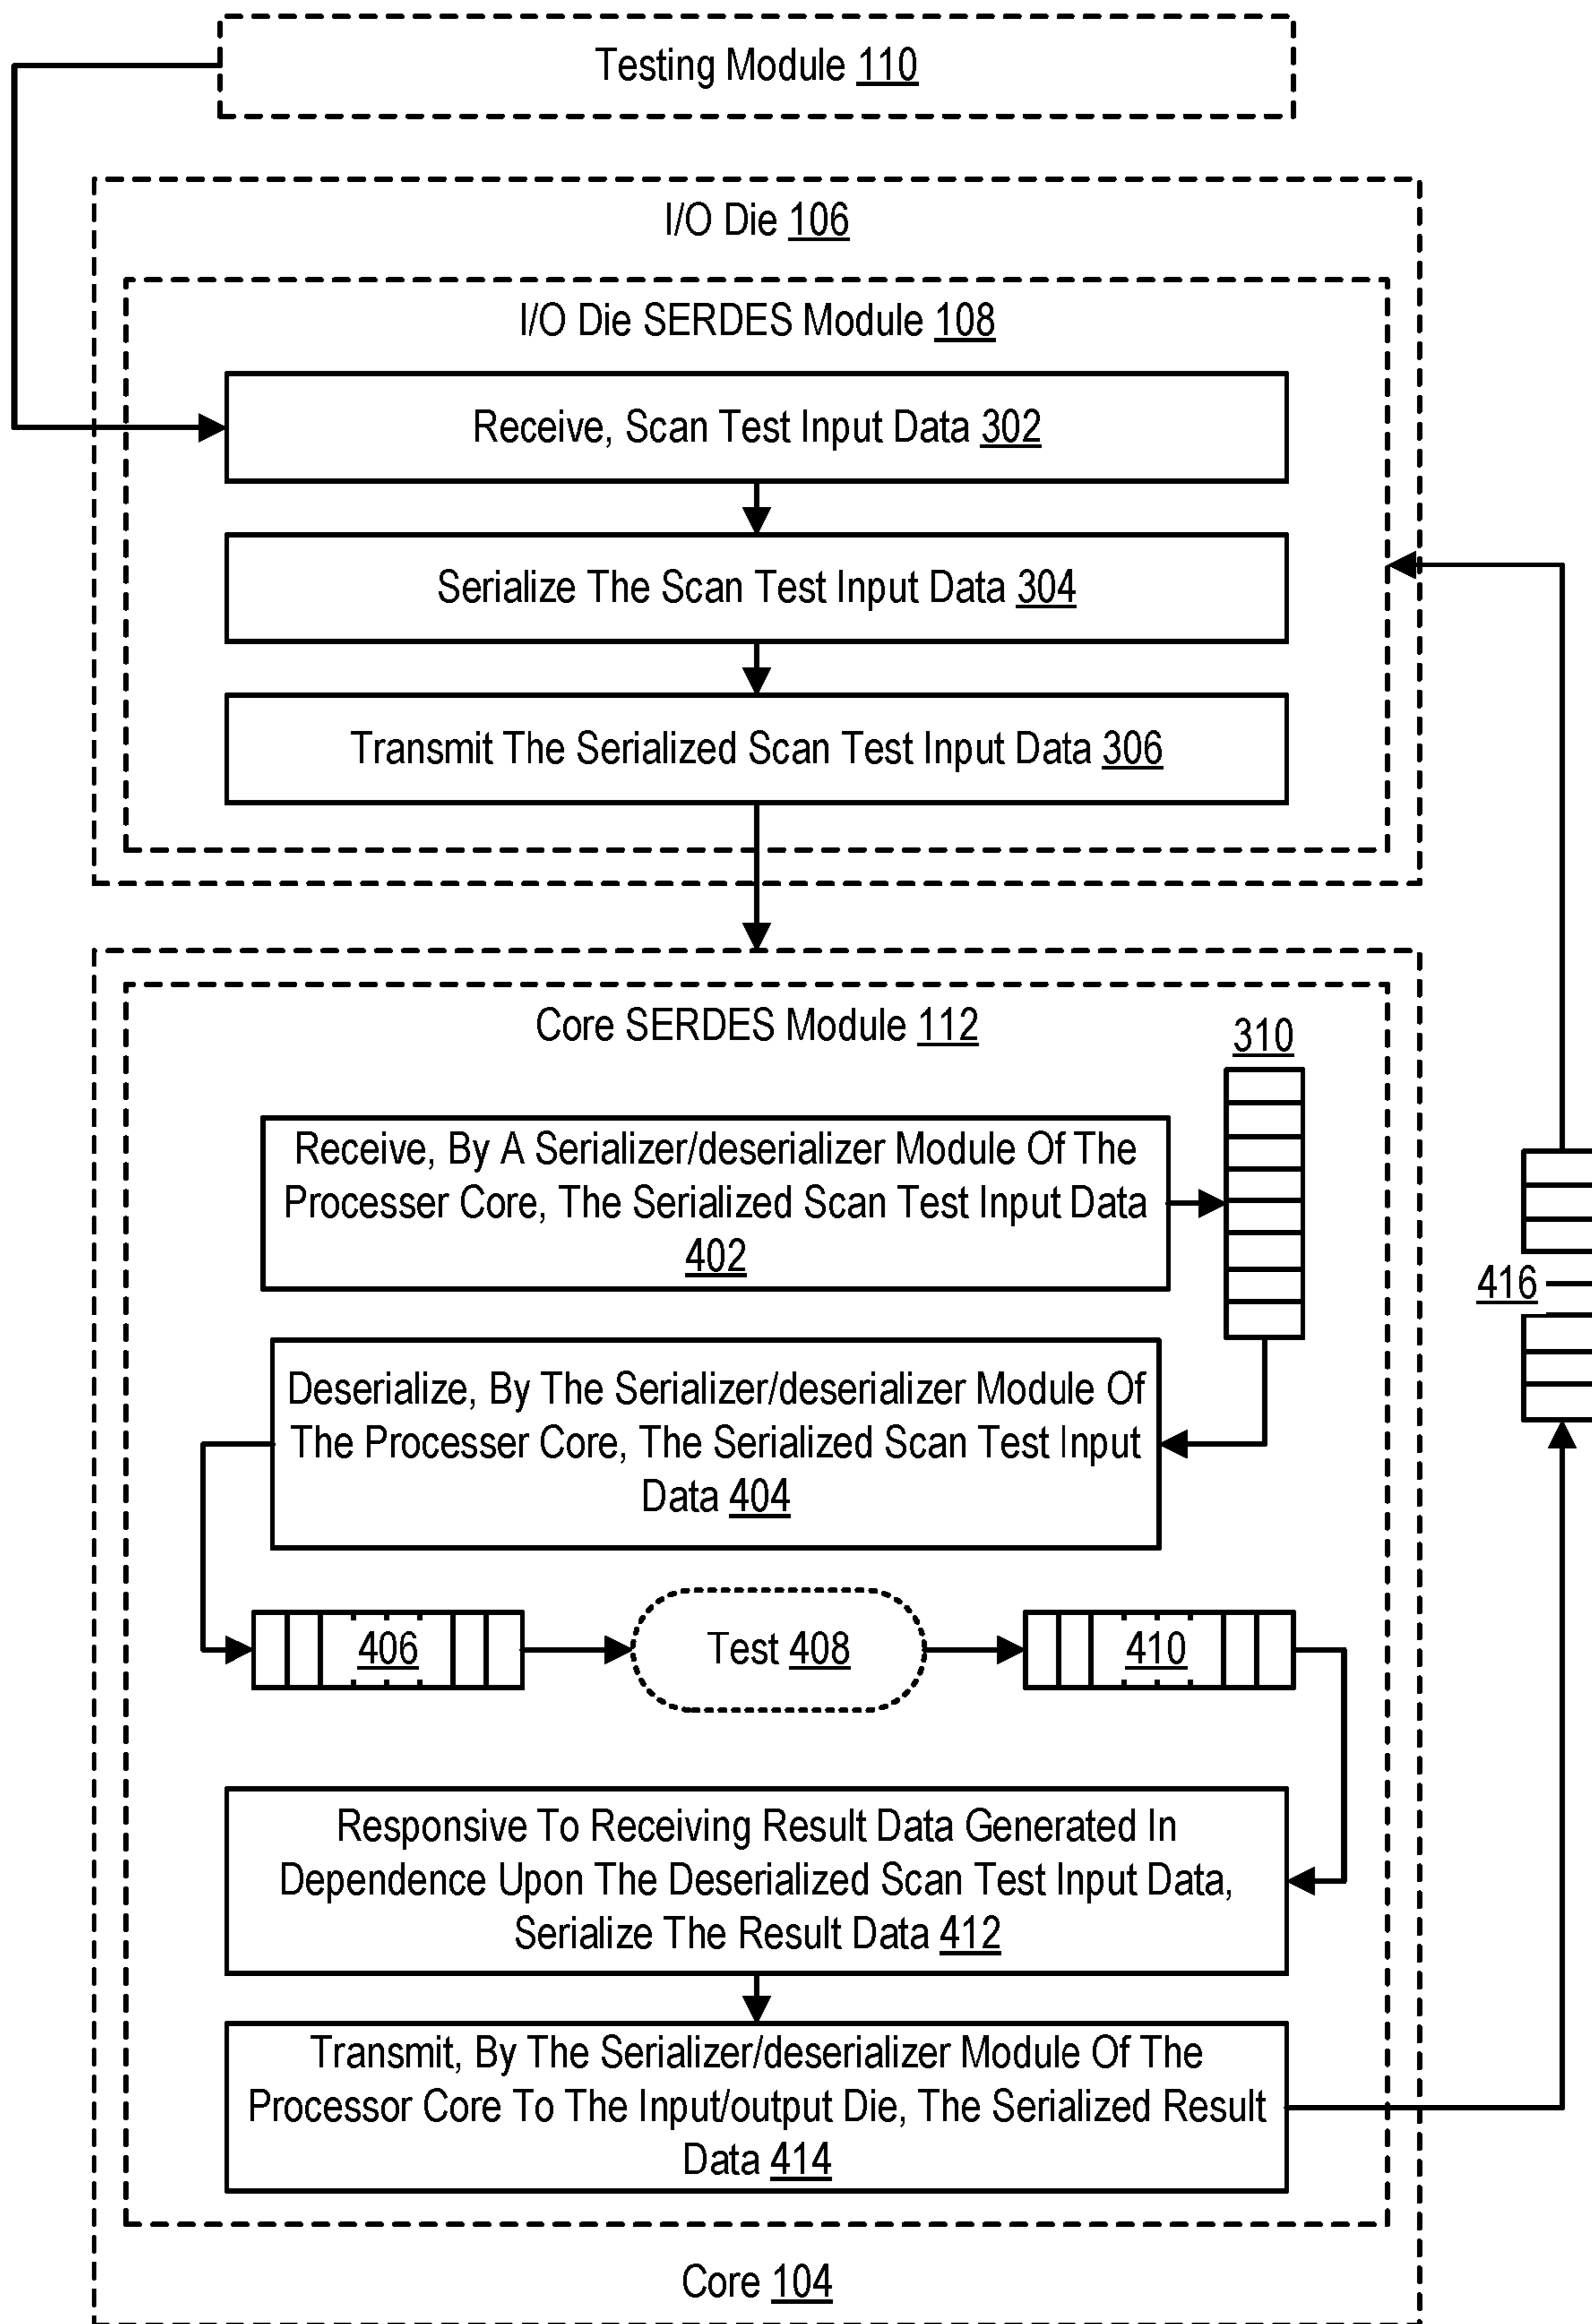 Testing Module 110
I/O Die 106
I/O Die SERDES Module 108
Receive, Scan Test Input Data 302
Serialize The Scan Test Input Data 304
Transmit The Serialized Scan Test Input Data 306
Core SERDES Module 112
310
Receive, By A Serializer/deserializer Module Of The
Processer Core, The Serialized Scan Test Input Data
402
416
Deserialize, By The Serializer/deserializer Module Of
The Processer Core, The Serialized Scan Test Input
Data 404
406
Test 408
410
Responsive To Receiving Result Data Generated In
Dependence Upon The Deserialized Scan Test Input Data,
Serialize The Result Data 412
Transmit, By The Serializer/deserializer Module Of The
Processor Core To The Input/output Die, The Serialized Result
Data 414
Core 104